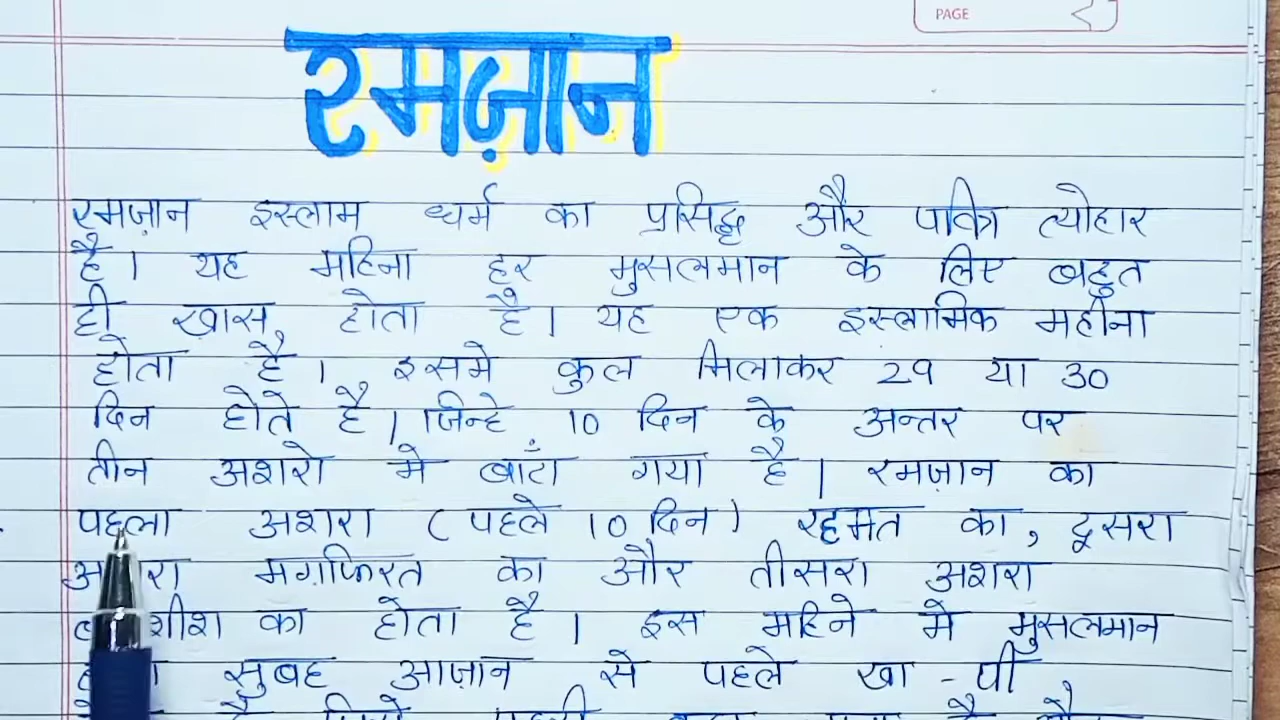 PAGE
रमज़ान
रमज़ान इस्लाम धर्म का प्रसिद्ध और पवित्र त्योहार
है। यह महिना हर मुसलमान के लिए बहुत
ही खास होता है। यह एक इस्लामिक महीना
होता है। इसमे कुल मिलाकर 29 या 30
दिन होते है। जिन्हे 10 दिन के अन्तर पर
तीन अशरो मे बाँटा गया है। रमज़ान का
पहला अशरा (पहले 10 दिन) रहमत का, दूसरा
मग़फिरत का और तीसरा अशरा
का होता है। इस महिने मे मुसलमान
सुबह आज़ान से पहले खा-पी